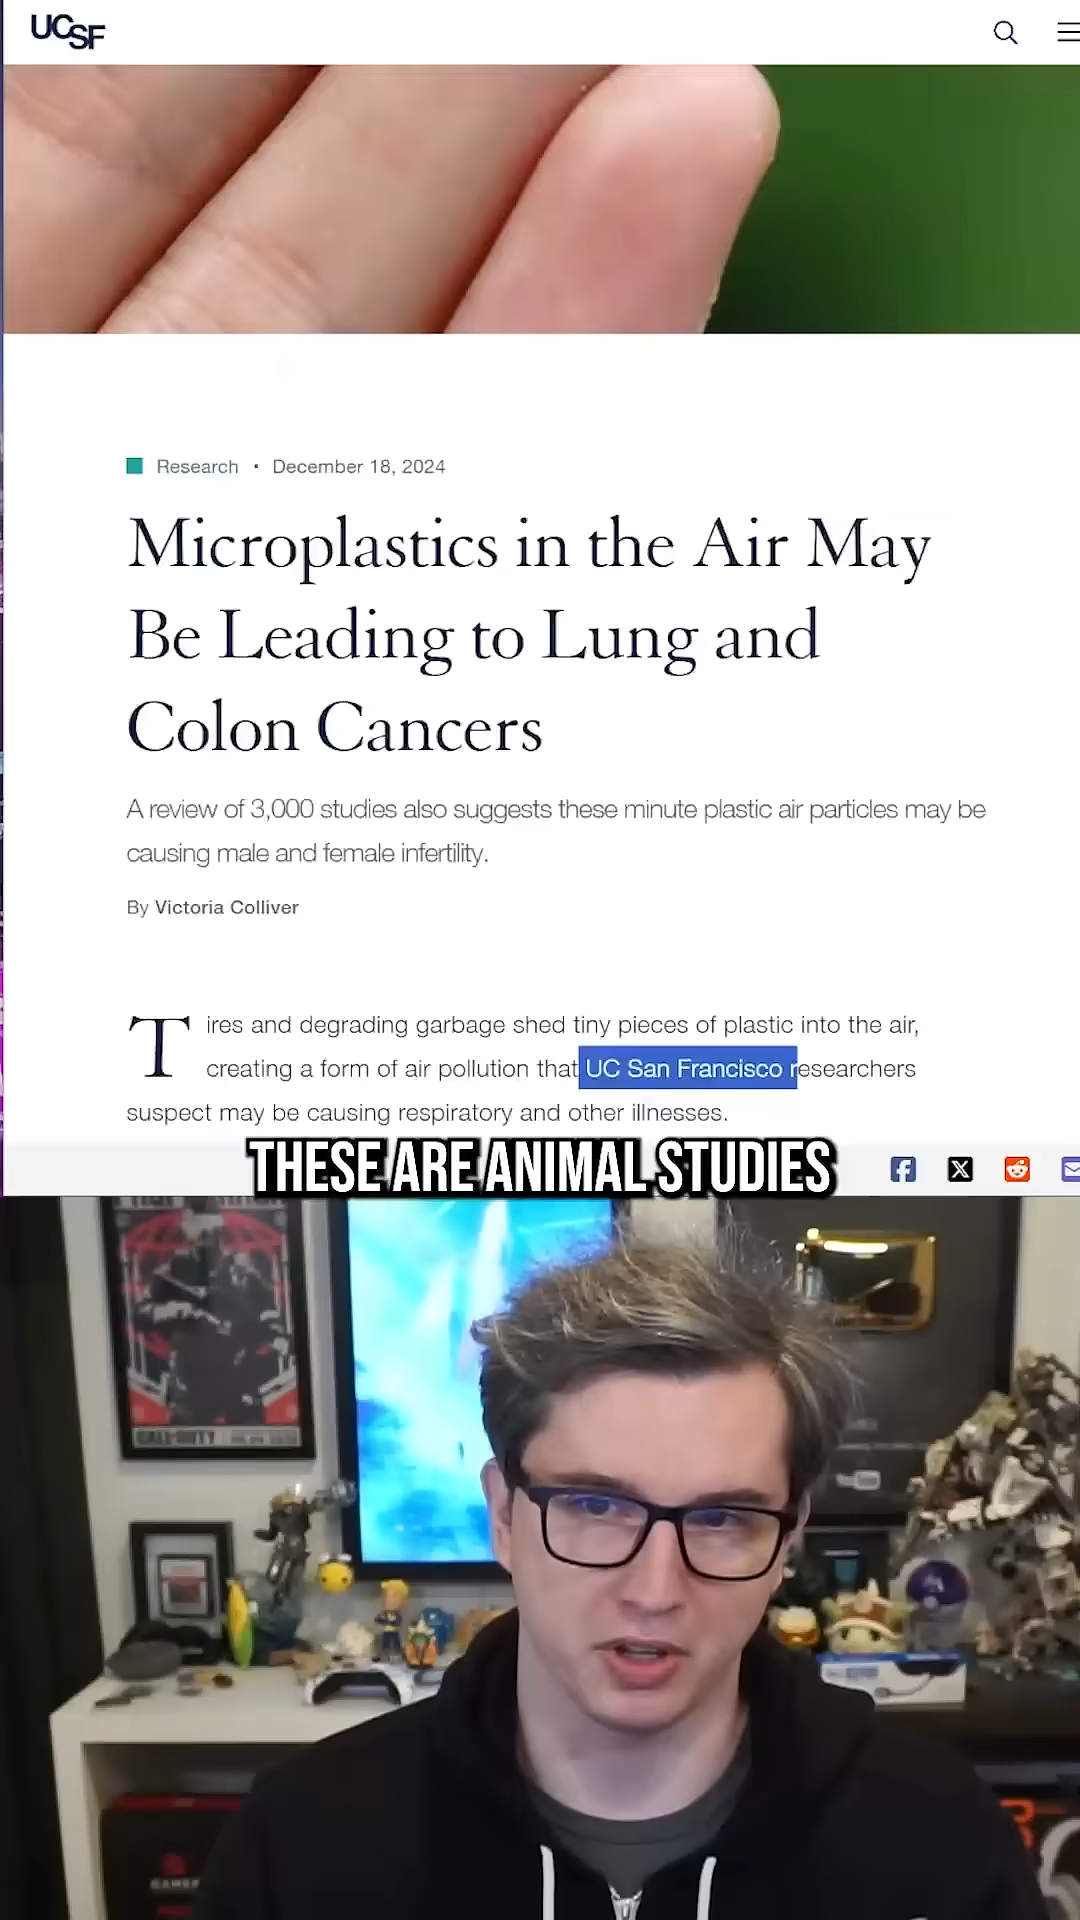 UCSF
Research • December 18, 2024
Microplastics in the Air May
Be Leading to Lung and
Colon Cancers
A review of 3,000 studies also suggests these minute plastic air particles may be
causing male and female infertility.
By Victoria Colliver
Tires and degrading garbage shed tiny pieces of plastic into the air,
creating a form of air pollution that UC San Francisco researchers
suspect may be causing respiratory and other illnesses.
THESE ARE ANIMAL STUDIES
CALL OF DUTY